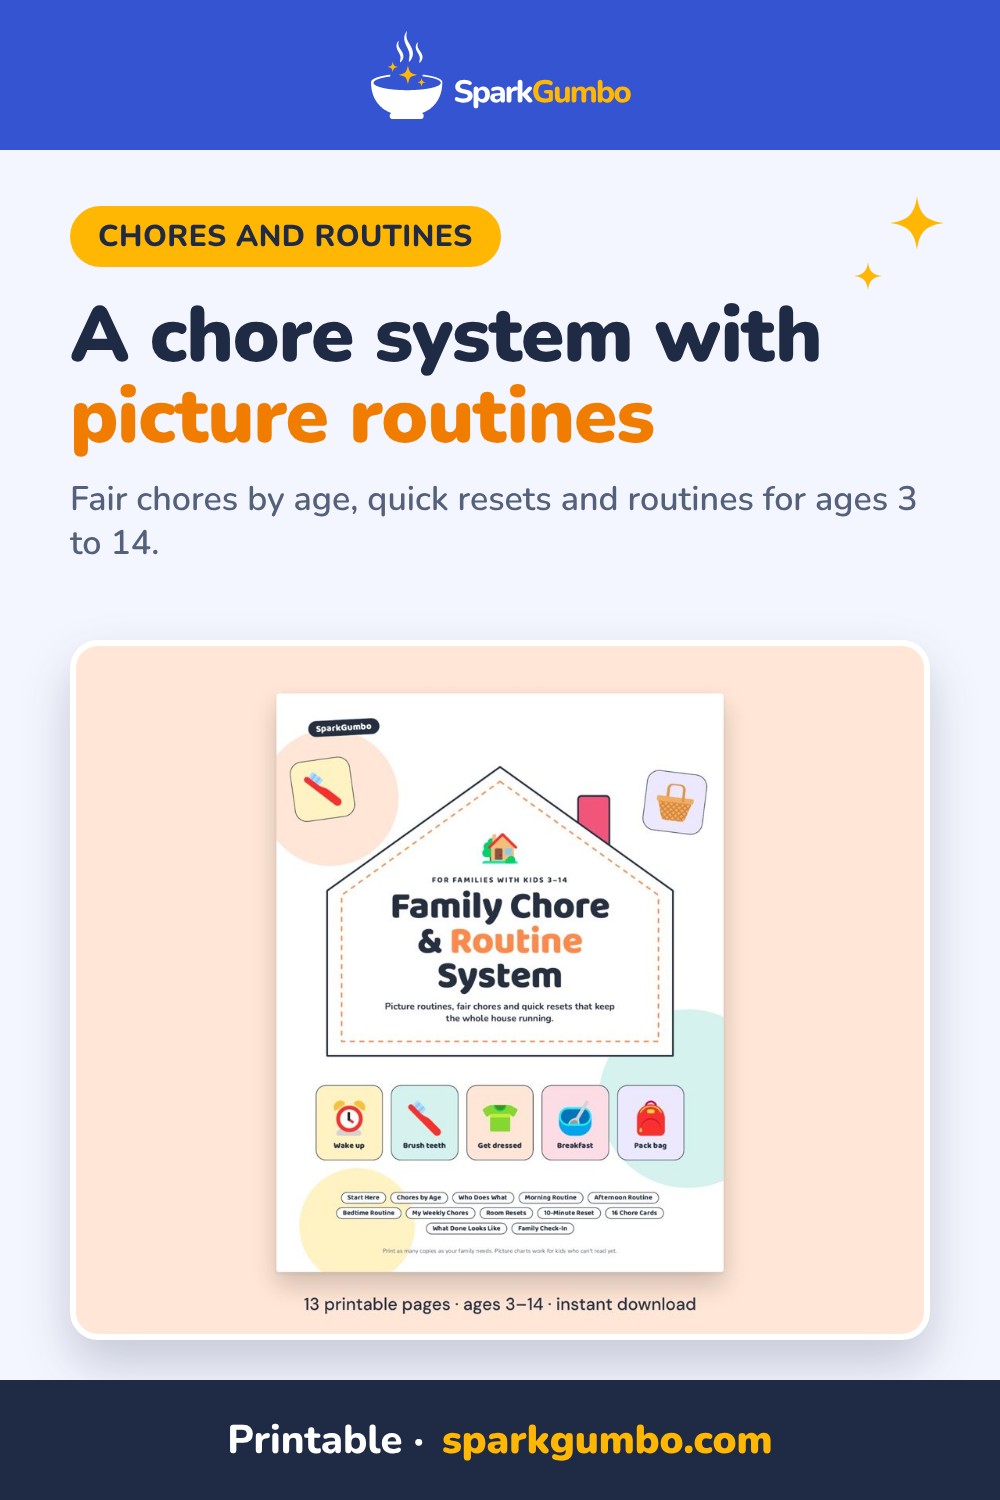 SparkGumbo
CHORES AND ROUTINES
A chore system with
picture routines
Fair chores by age, quick resets and routines for ages 3
to 14.
SparkGumbo
FOR FAMILIES WITH KIDS 3–14
Family Chore
& Routine
System
Picture routines, fair chores and quick resets that keep
the whole house running.
Wake up Brush teeth Get dressed Breakfast Pack bag
Start Here Chores by Age Who Does What Morning Routine Afternoon Routine
Bedtime Routine My Weekly Chores Room Resets 10-Minute Reset 16 Chore Cards
What Done Looks Like Family Check-In
Print as many copies as your family needs. Picture charts work for kids who can't read yet.
13 printable pages · ages 3–14 · instant download
Printable · sparkgumbo.com